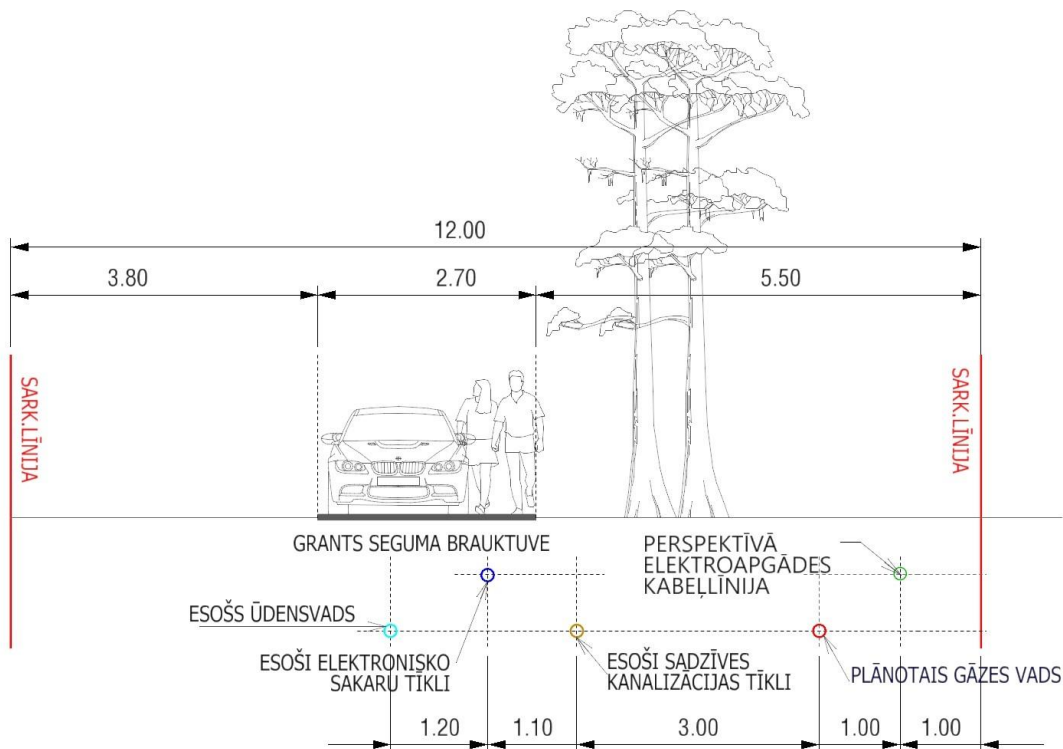 12.00
3.80 2.70 5.50
SARK.LĪNIJA
SARK.LĪNIJA
GRANTS SEGUMA BRAUKTUVE
PERSPEKTĪVĀ
ELEKTROAPGĀDES
KABEĻLĪNIJA
ESOŠS ŪDENSVADS
ESOŠI ELEKTRONISKO
SAKARU TĪKLI
ESOŠI SADZĪVES
KANALIZĀCIJAS TĪKLI
PLĀNOTAIS GĀZES VADS
1.20 1.10 3.00 1.00 1.00